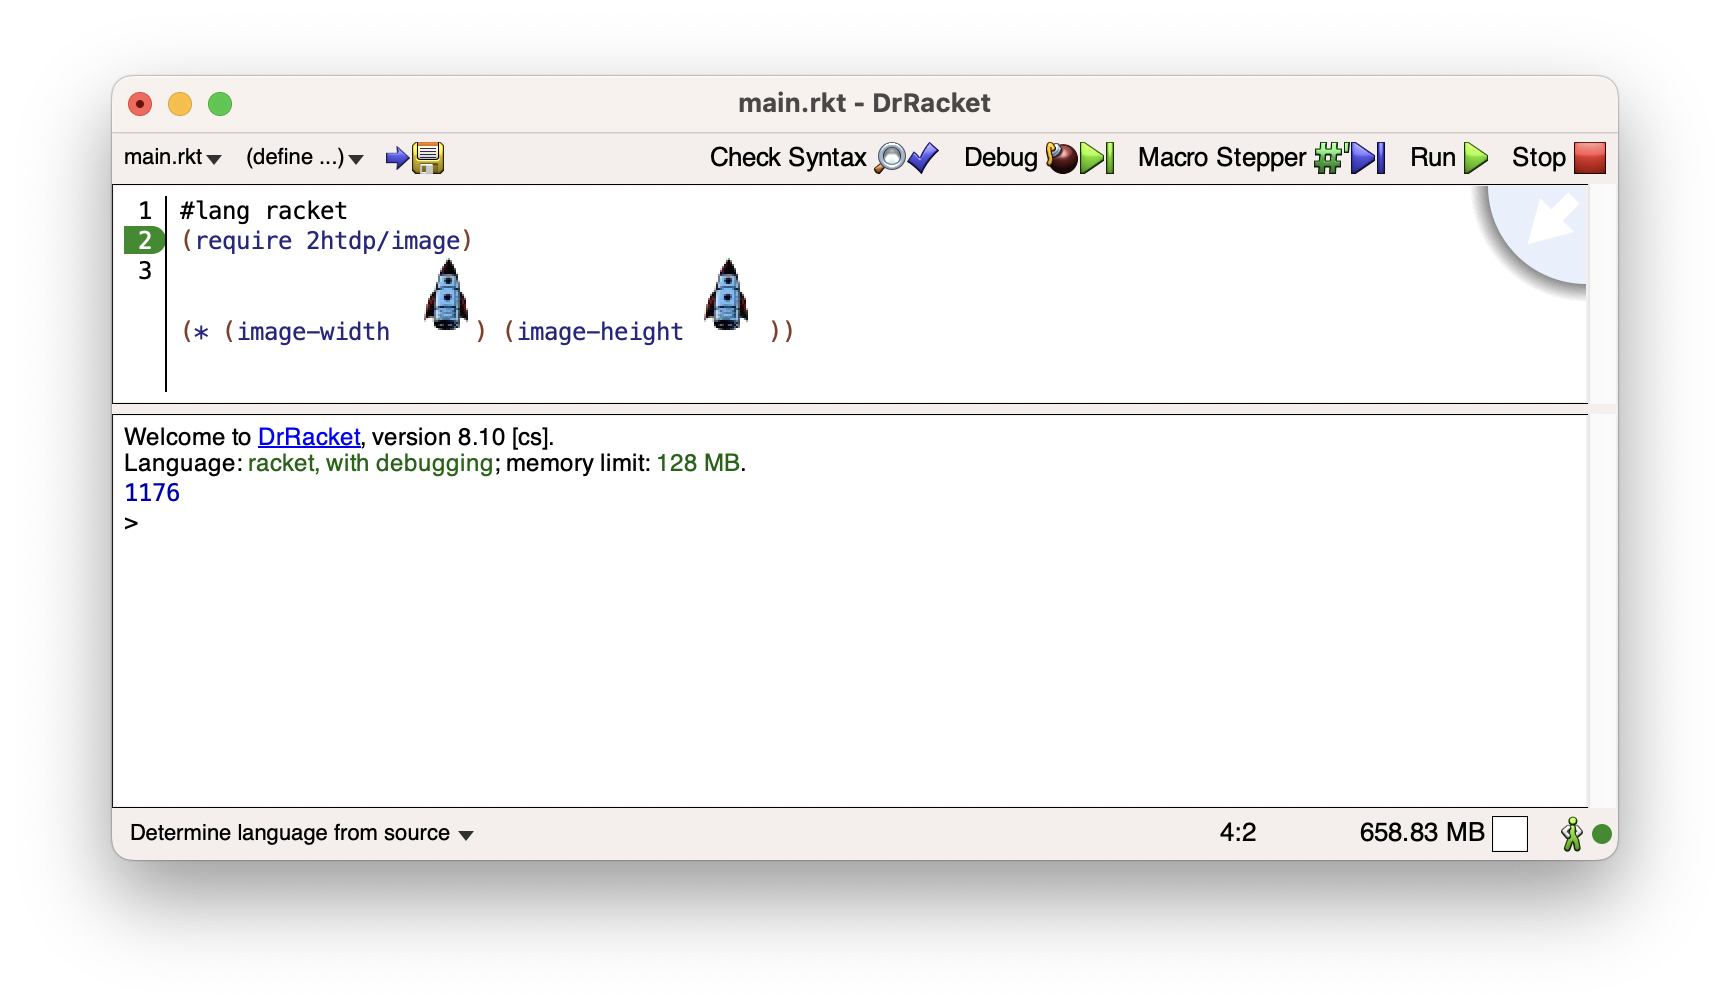 main.rkt - DrRacket
main.rkt (define ...) Check Syntax Debug Macro Stepper #' Run Stop
1 #lang racket
2 (require 2htdp/image)
3
(* (image-width ) (image-height ))
Welcome to DrRacket, version 8.10 [cs].
Language: racket, with debugging; memory limit: 128 MB.
1176
>
Determine language from source 4:2 658.83 MB